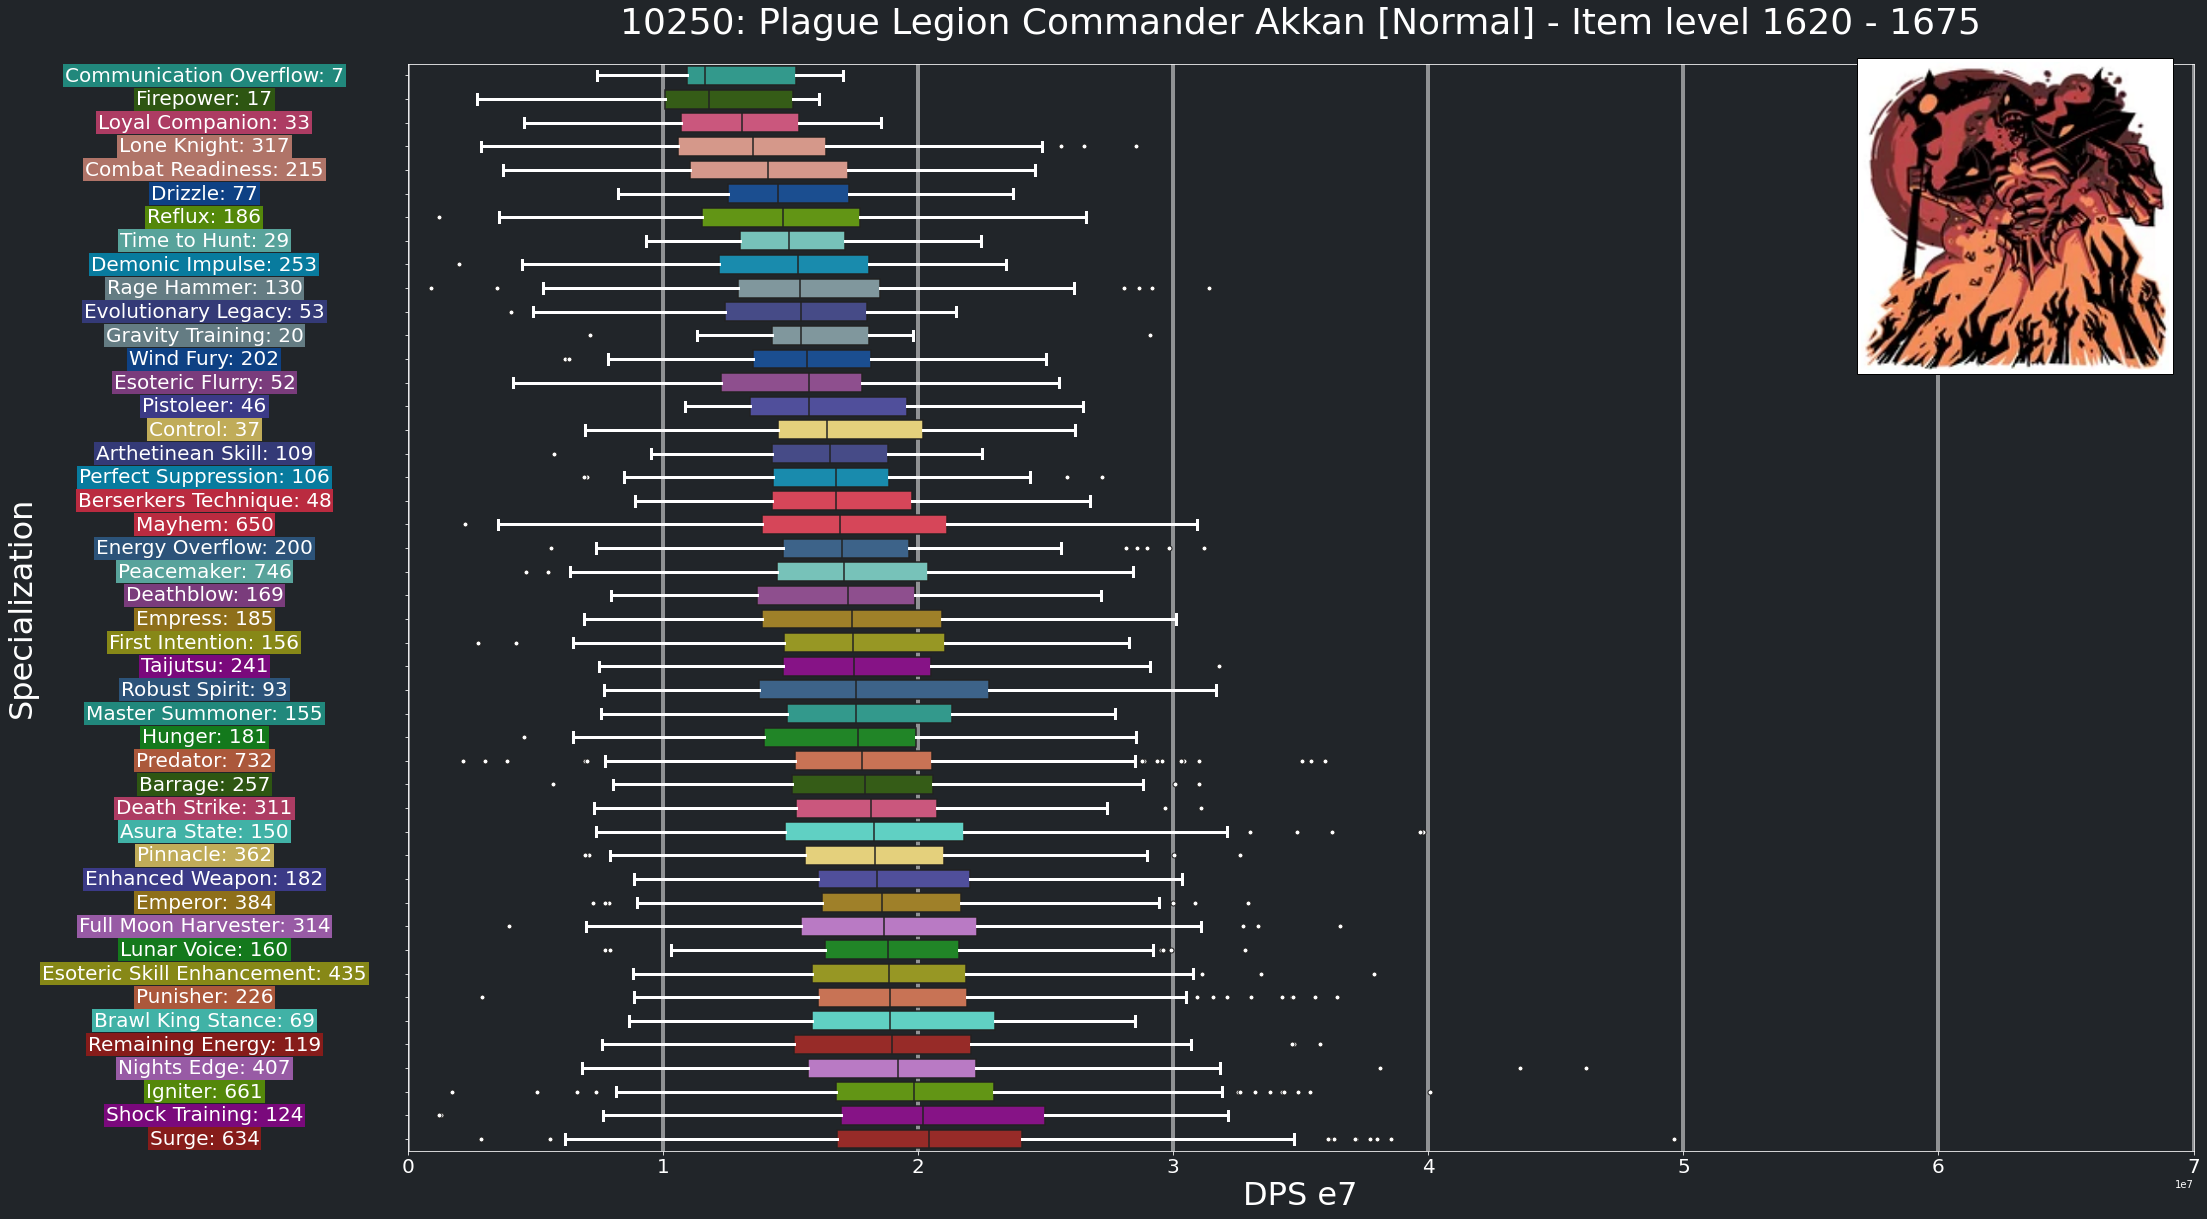 10250: Plague Legion Commander Akkan [Normal] - Item level 1620 - 1675
Communication Overflow: 7
Firepower: 17
Loyal Companion: 33
Lone Knight: 317
Combat Readiness: 215
Drizzle: 77
Reflux: 186
Time to Hunt: 29
Demonic Impulse: 253
Rage Hammer: 130
Evolutionary Legacy: 53
Gravity Training: 20
Wind Fury: 202
Esoteric Flurry: 52
Pistoleer: 46
Control: 37
Arthetinean Skill: 109
Perfect Suppression: 106
Berserkers Technique: 48
Mayhem: 650
Energy Overflow: 200
Peacemaker: 746
Deathblow: 169
Empress: 185
First Intention: 156
Taijutsu: 241
Robust Spirit: 93
Master Summoner: 155
Hunger: 181
Predator: 732
Barrage: 257
Death Strike: 311
Asura State: 150
Pinnacle: 362
Enhanced Weapon: 182
Emperor: 384
Full Moon Harvester: 314
Lunar Voice: 160
Esoteric Skill Enhancement: 435
Punisher: 226
Brawl King Stance: 69
Remaining Energy: 119
Nights Edge: 407
Igniter: 661
Shock Training: 124
Surge: 634
Specialization
0 1 2 3 4 5 6 7
DPS e7
1e7